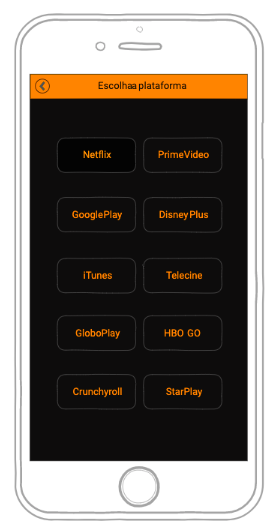 Escolhaa plataforma
Netflix PrimeVideo
GooglePlay DisneyPlus
iTunes Telecine
GloboPlay HBO GO
Crunchyroll StarPlay